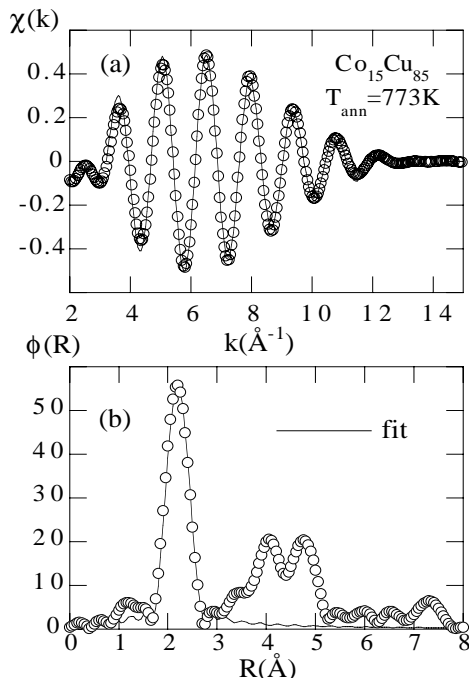 χ(k)
0.4
0.2
0
-0.2
-0.4
(a)
Co₁₅Cu₈₅
T_ann=773K
2 4 6 8 10 12 14
k(Å⁻¹)
ϕ(R)
50
40
30
20
10
0
(b)
fit
0 1 2 3 4 5 6 7 8
R(Å)